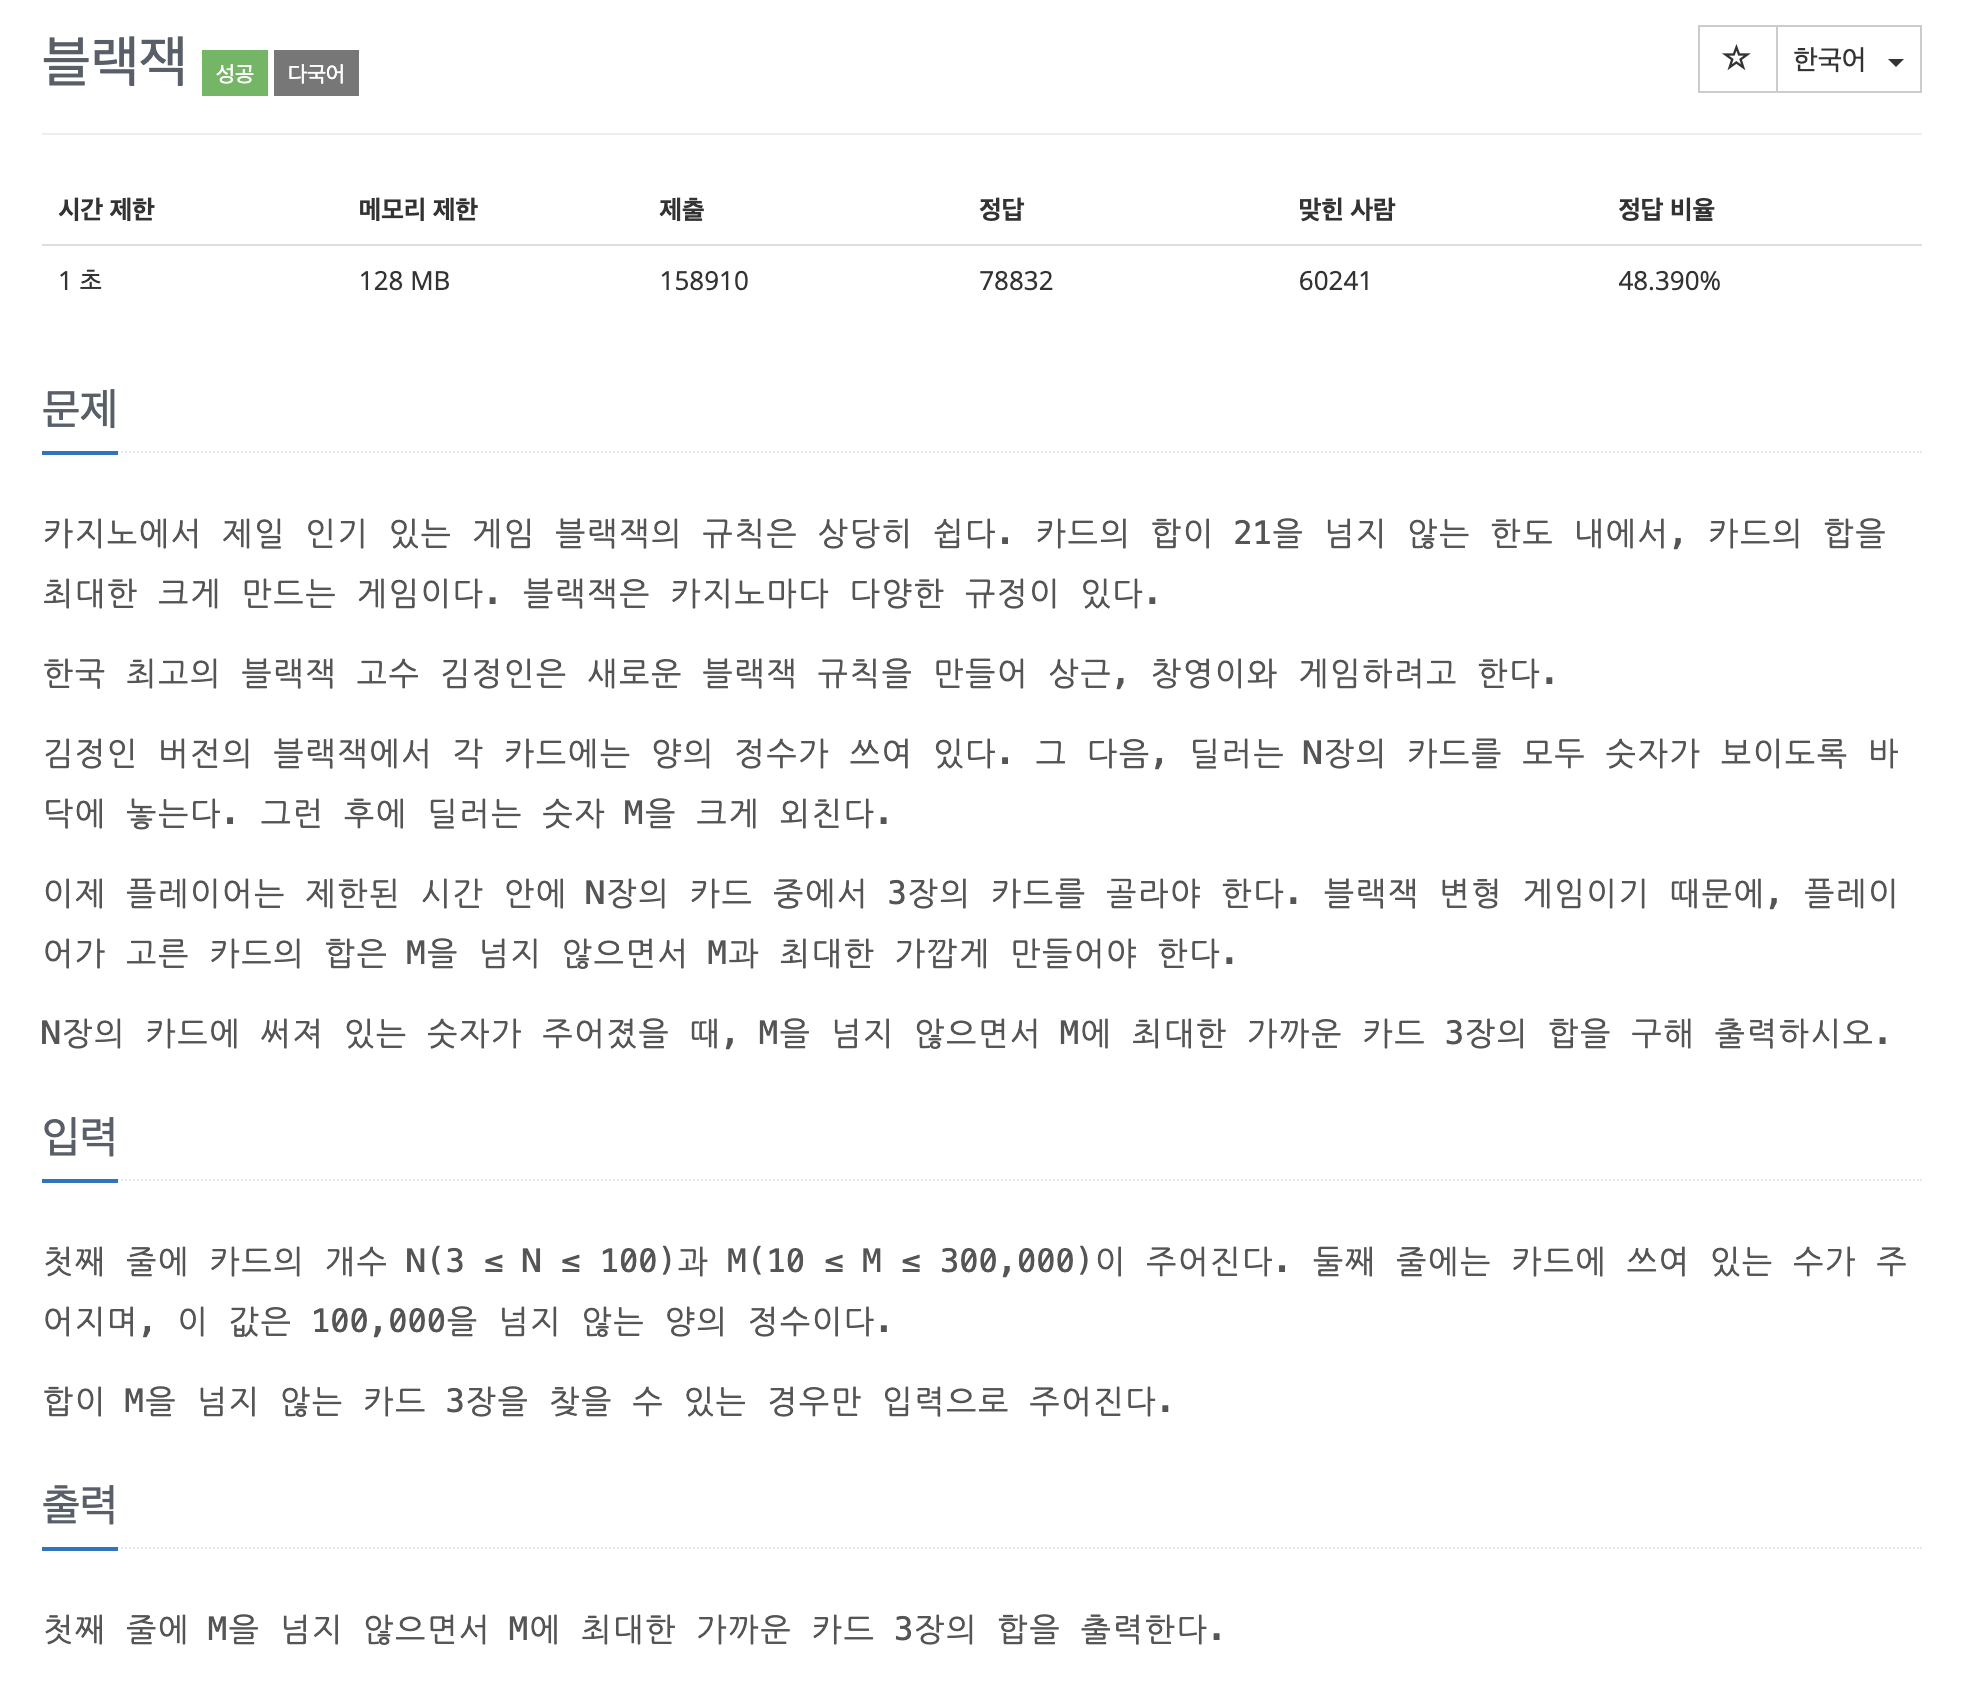 블랙잭 성공 다국어 ☆ 한국어
시간 제한 메모리 제한 제출 정답 맞힌 사람 정답 비율
1 초 128 MB 158910 78832 60241 48.390%
문제
카지노에서 제일 인기 있는 게임 블랙잭의 규칙은 상당히 쉽다. 카드의 합이 21을 넘지 않는 한도 내에서, 카드의 합을
최대한 크게 만드는 게임이다. 블랙잭은 카지노마다 다양한 규정이 있다.
한국 최고의 블랙잭 고수 김정인은 새로운 블랙잭 규칙을 만들어 상근, 창영이와 게임하려고 한다.
김정인 버전의 블랙잭에서 각 카드에는 양의 정수가 쓰여 있다. 그 다음, 딜러는 N장의 카드를 모두 숫자가 보이도록 바
닥에 놓는다. 그런 후에 딜러는 숫자 M을 크게 외친다.
이제 플레이어는 제한된 시간 안에 N장의 카드 중에서 3장의 카드를 골라야 한다. 블랙잭 변형 게임이기 때문에, 플레이
어가 고른 카드의 합은 M을 넘지 않으면서 M과 최대한 가깝게 만들어야 한다.
N장의 카드에 써져 있는 숫자가 주어졌을 때, M을 넘지 않으면서 M에 최대한 가까운 카드 3장의 합을 구해 출력하시오.
입력
첫째 줄에 카드의 개수 N(3 ≤ N ≤ 100)과 M(10 ≤ M ≤ 300,000)이 주어진다. 둘째 줄에는 카드에 쓰여 있는 수가 주
어지며, 이 값은 100,000을 넘지 않는 양의 정수이다.
합이 M을 넘지 않는 카드 3장을 찾을 수 있는 경우만 입력으로 주어진다.
출력
첫째 줄에 M을 넘지 않으면서 M에 최대한 가까운 카드 3장의 합을 출력한다.